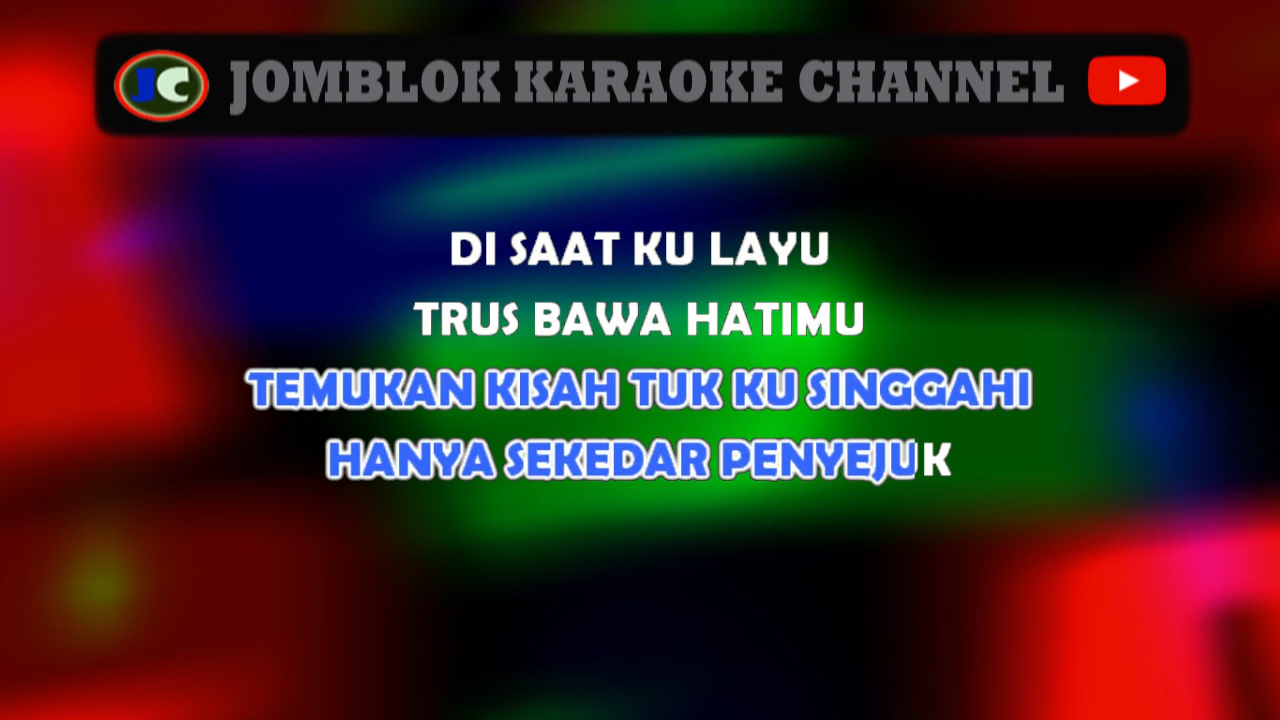 JC JOMBLOK KARAOKE CHANNEL
DI SAAT KU LAYU
TRUS BAWA HATIMU
TEMUKAN KISAH TUK KU SINGGAHI
HANYA SEKEDAR PENYEJUK